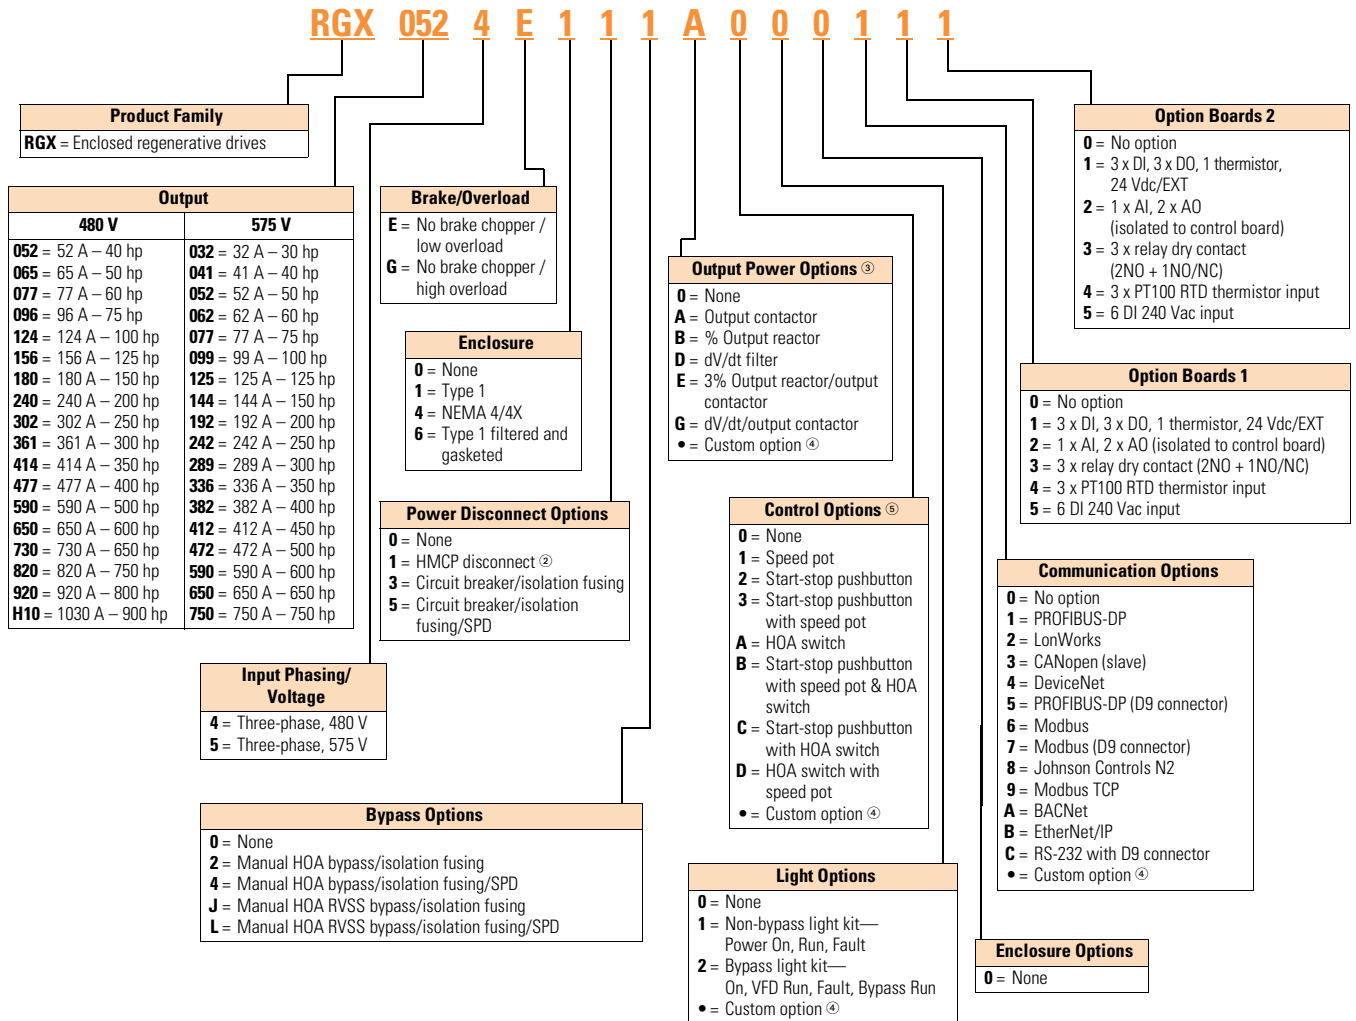 RGX 052 4 E 1 1 1 A 0 0 0 1 1 1
Product Family
RGX = Enclosed regenerative drives
Output
480 V
052 = 52 A – 40 hp
065 = 65 A – 50 hp
077 = 77 A – 60 hp
096 = 96 A – 75 hp
124 = 124 A – 100 hp
156 = 156 A – 125 hp
180 = 180 A – 150 hp
240 = 240 A – 200 hp
302 = 302 A – 250 hp
361 = 361 A – 300 hp
414 = 414 A – 350 hp
477 = 477 A – 400 hp
590 = 590 A – 500 hp
650 = 650 A – 600 hp
730 = 730 A – 650 hp
820 = 820 A – 750 hp
920 = 920 A – 800 hp
H10 = 1030 A – 900 hp
575 V
032 = 32 A – 30 hp
041 = 41 A – 40 hp
052 = 52 A – 50 hp
062 = 62 A – 60 hp
077 = 77 A – 75 hp
099 = 99 A – 100 hp
125 = 125 A – 125 hp
144 = 144 A – 150 hp
192 = 192 A – 200 hp
242 = 242 A – 250 hp
289 = 289 A – 300 hp
336 = 336 A – 350 hp
382 = 382 A – 400 hp
412 = 412 A – 450 hp
472 = 472 A – 500 hp
590 = 590 A – 600 hp
650 = 650 A – 650 hp
750 = 750 A – 750 hp
Input Phasing/
Voltage
4 = Three-phase, 480 V
5 = Three-phase, 575 V
Brake/Overload
E = No brake chopper /
low overload
G = No brake chopper /
high overload
Enclosure
0 = None
1 = Type 1
4 = NEMA 4/4X
6 = Type 1 filtered and
gasketed
Power Disconnect Options
0 = None
1 = HMCP disconnect ②
3 = Circuit breaker/isolation fusing
5 = Circuit breaker/isolation
fusing/SPD
Bypass Options
0 = None
2 = Manual HOA bypass/isolation fusing
4 = Manual HOA bypass/isolation fusing/SPD
J = Manual HOA RVSS bypass/isolation fusing
L = Manual HOA RVSS bypass/isolation fusing/SPD
Output Power Options ③
0 = None
A = Output contactor
B = % Output reactor
D = dV/dt filter
E = 3% Output reactor/output
contactor
G = dV/dt/output contactor
• = Custom option ④
Control Options ⑤
0 = None
1 = Speed pot
2 = Start-stop pushbutton
3 = Start-stop pushbutton
with speed pot
A = HOA switch
B = Start-stop pushbutton
with speed pot & HOA
switch
C = Start-stop pushbutton
with HOA switch
D = HOA switch with
speed pot
• = Custom option ④
Light Options
0 = None
1 = Non-bypass light kit—
Power On, Run, Fault
2 = Bypass light kit—
On, VFD Run, Fault, Bypass Run
• = Custom option ④
Enclosure Options
0 = None
Communication Options
0 = No option
1 = PROFIBUS-DP
2 = LonWorks
3 = CANopen (slave)
4 = DeviceNet
5 = PROFIBUS-DP (D9 connector)
6 = Modbus
7 = Modbus (D9 connector)
8 = Johnson Controls N2
9 = Modbus TCP
A = BACNet
B = EtherNet/IP
C = RS-232 with D9 connector
• = Custom option ④
Option Boards 1
0 = No option
1 = 3 x DI, 3 x DO, 1 thermistor, 24 Vdc/EXT
2 = 1 x AI, 2 x AO (isolated to control board)
3 = 3 x relay dry contact (2NO + 1NO/NC)
4 = 3 x PT100 RTD thermistor input
5 = 6 DI 240 Vac input
Option Boards 2
0 = No option
1 = 3 x DI, 3 x DO, 1 thermistor,
24 Vdc/EXT
2 = 1 x AI, 2 x AO
(isolated to control board)
3 = 3 x relay dry contact
(2NO + 1NO/NC)
4 = 3 x PT100 RTD thermistor input
5 = 6 DI 240 Vac input